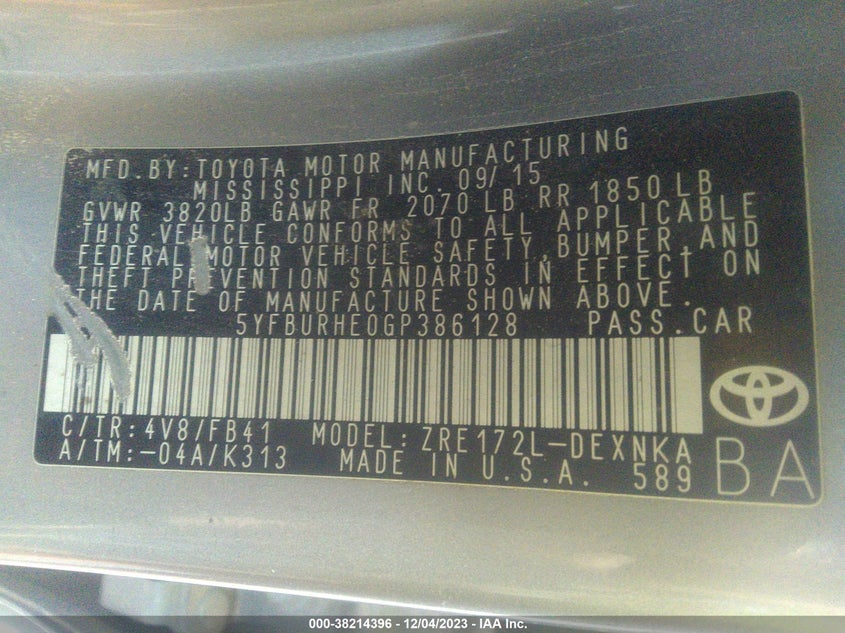 MFD.BY:TOYOTA MOTOR MANUFACTURING
MISSISSIPPI INC. 09/15
GVWR 3820LB GAWR FR 2070 LB RR 1850 LB
THIS VEHICLE CONFORMS TO ALL APPLICABLE
FEDERAL MOTOR VEHICLE SAFETY,BUMPER,AND
THEFT PREVENTION STANDARDS IN EFFECT ON
THE DATE OF MANUFACTURE SHOWN ABOVE.
5YFBURHE0GP386128 PASS.CAR
C/TR:4V8/FB41 MODEL:ZRE172L-DEXNKA
A/TM:-04A/K313 MADE IN U.S.A. 589
BA
000-38214396 - 12/04/2023 - IAA Inc.